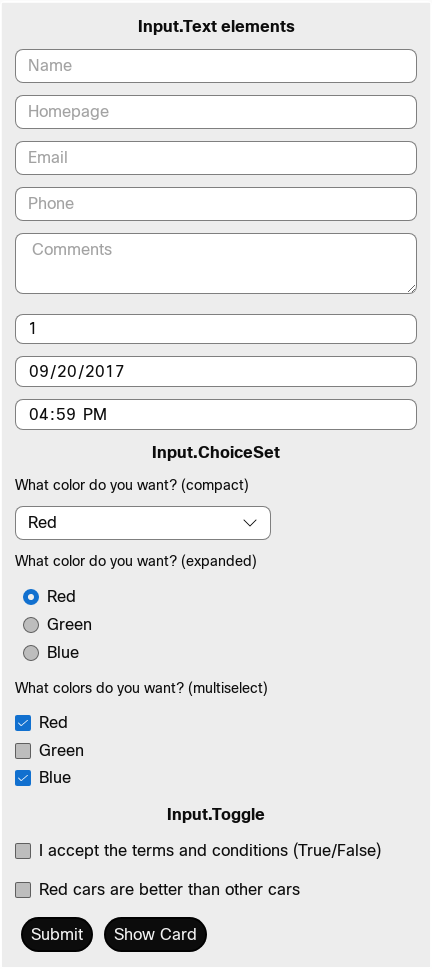 Input.Text elements
Name
Homepage
Email
Phone
Comments
1
09/20/2017
04:59 PM
Input.ChoiceSet
What color do you want? (compact)
Red
What color do you want? (expanded)
Red
Green
Blue
What colors do you want? (multiselect)
Red
Green
Blue
Input.Toggle
I accept the terms and conditions (True/False)
Red cars are better than other cars
Submit Show Card